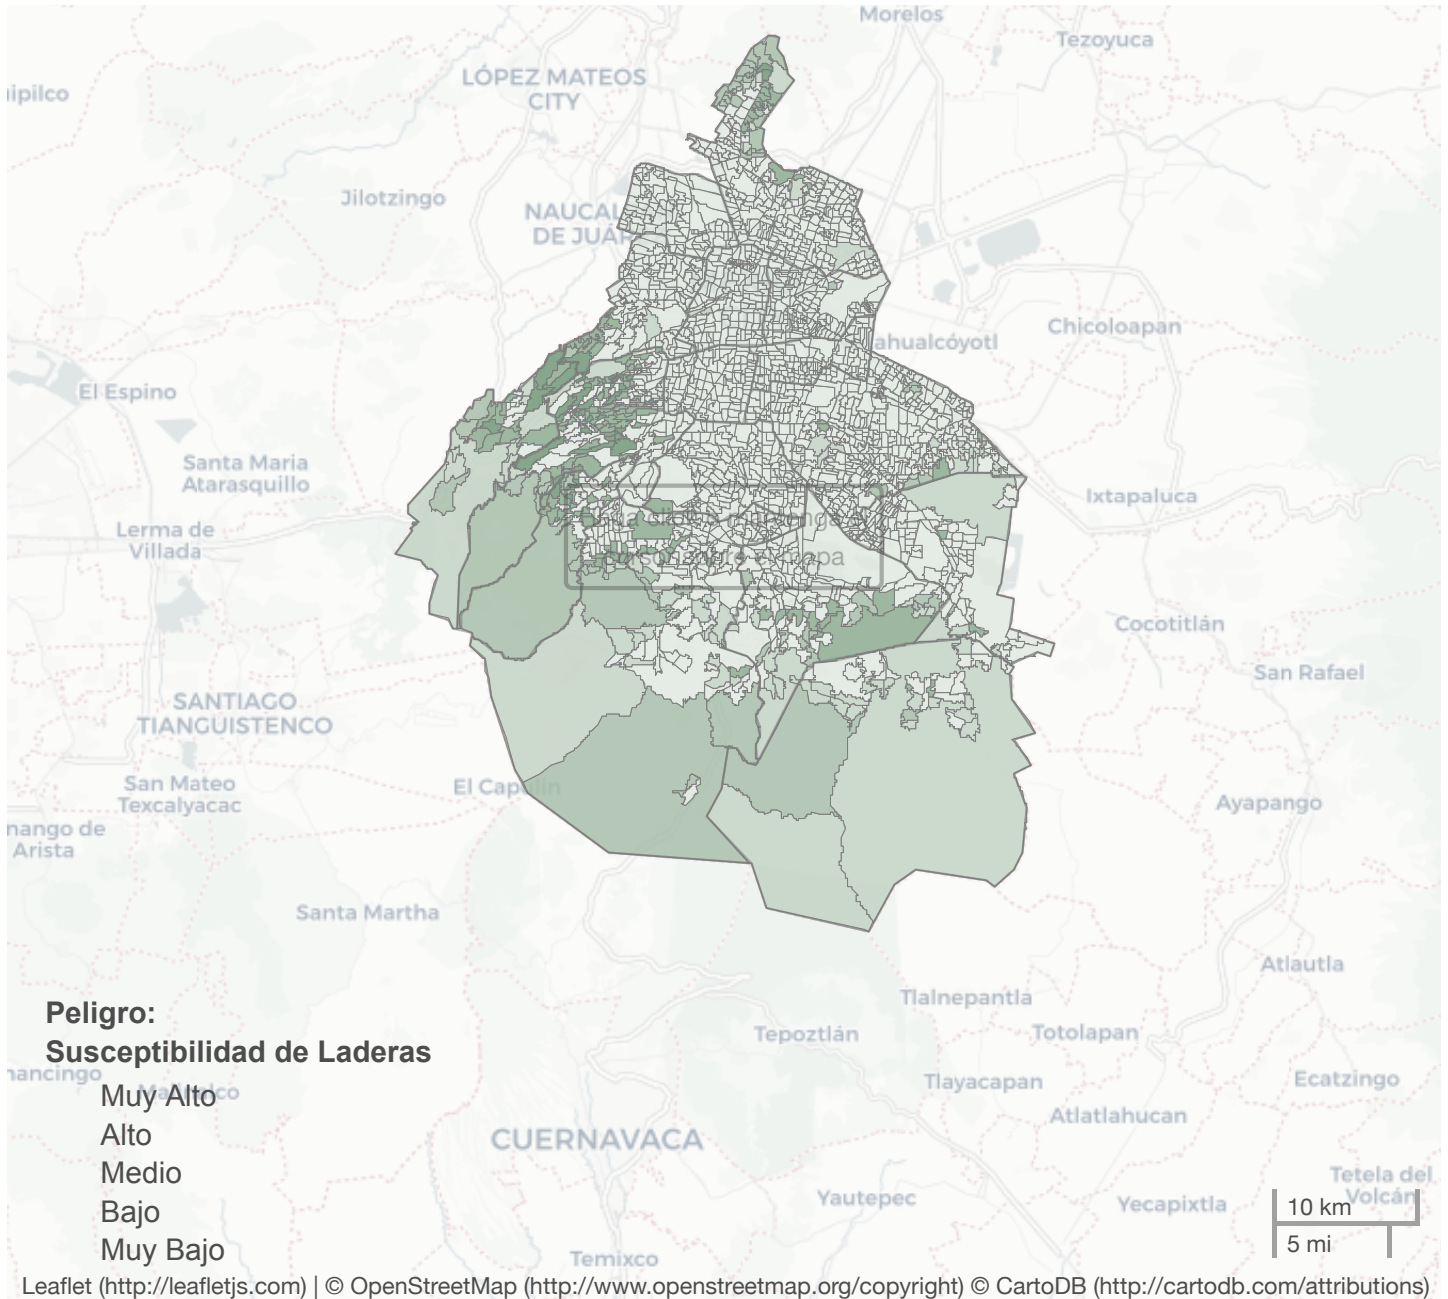 Morelos
Tezoyuca
LÓPEZ MATEOS
CITY
ipilco
Jilotzingo
NAUCAL
DE JUÁR
Chicoloapan
ahualcóyotl
El Espino
Santa Maria
Atarasquillo
Ixtapaluca
Lerma de
Villada
mapa
Cocotitlán
San Rafael
SANTIAGO
TIANGUISTENCO
San Mateo
Texcalyacac
El Capulín
Ayapango
nango de
Arista
Santa Martha
Atlautla
Tlalnepantla
Peligro:
Susceptibilidad de Laderas
Tepoztlán
Totolapan
nancingo
Tlayacapan
Ecatzingo
Muy Alto
Atlatlahucan
Alto
CUERNAVACA
Medio
Tetela del
Volcán
Yautepec
Yecapixtla
Bajo
10 km
5 mi
Muy Bajo
Temixco
Leaflet (http://leafletjs.com) | © OpenStreetMap (http://www.openstreetmap.org/copyright) © CartoDB (http://cartodb.com/attributions)